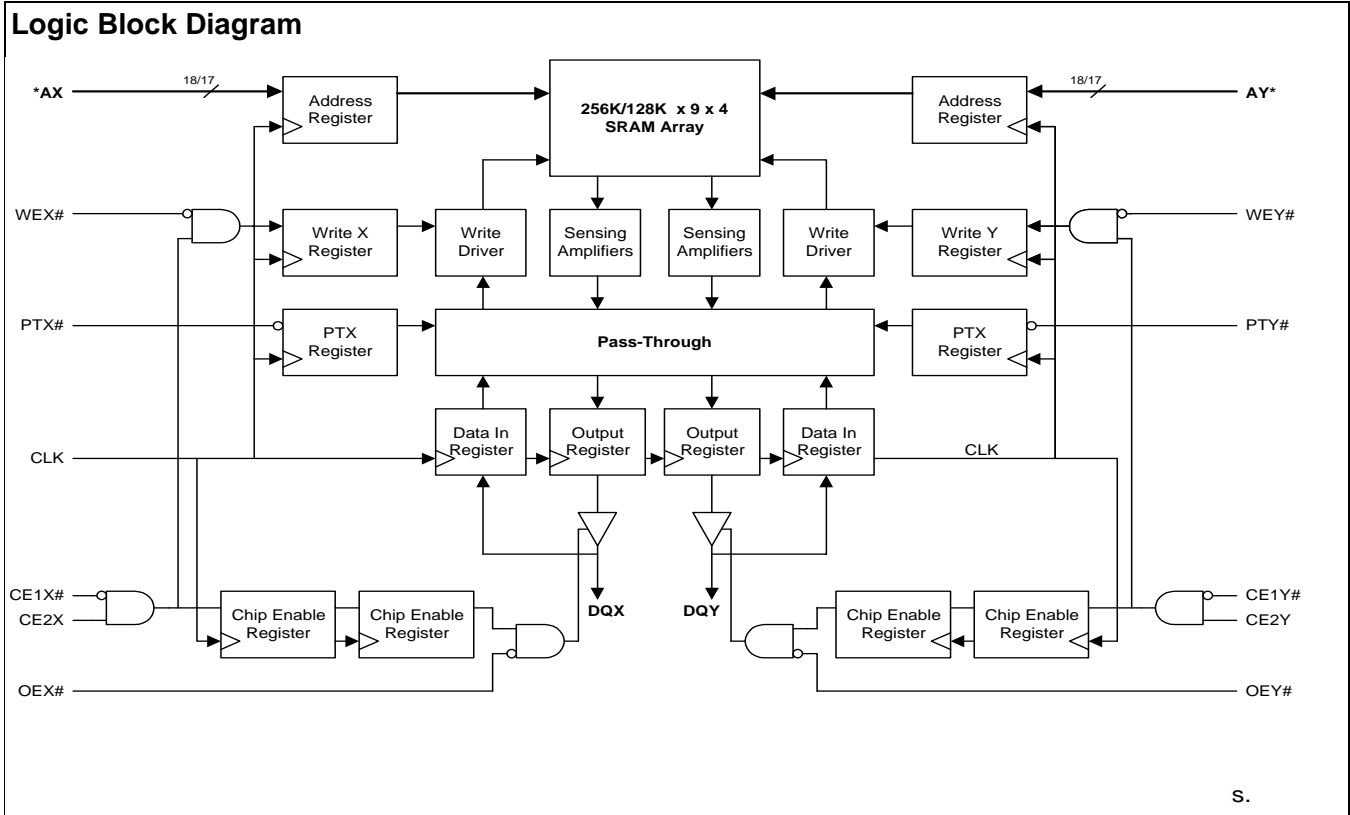 Logic Block Diagram
*AX
18/17
Address
Register
256K/128K x 9 x 4
SRAM Array
Address
Register
18/17
AY*
WEX#
Write X
Register
Write
Driver
Sensing
Amplifiers
Sensing
Amplifiers
Write
Driver
Write Y
Register
WEY#
PTX#
PTX
Register
Pass-Through
PTX
Register
PTY#
CLK
Data In
Register
Output
Register
Output
Register
Data In
Register
CLK
CE1X#
CE2X
Chip Enable
Register
Chip Enable
Register
DQX
DQY
Chip Enable
Register
Chip Enable
Register
CE1Y#
CE2Y
OEX#
OEY#
s.